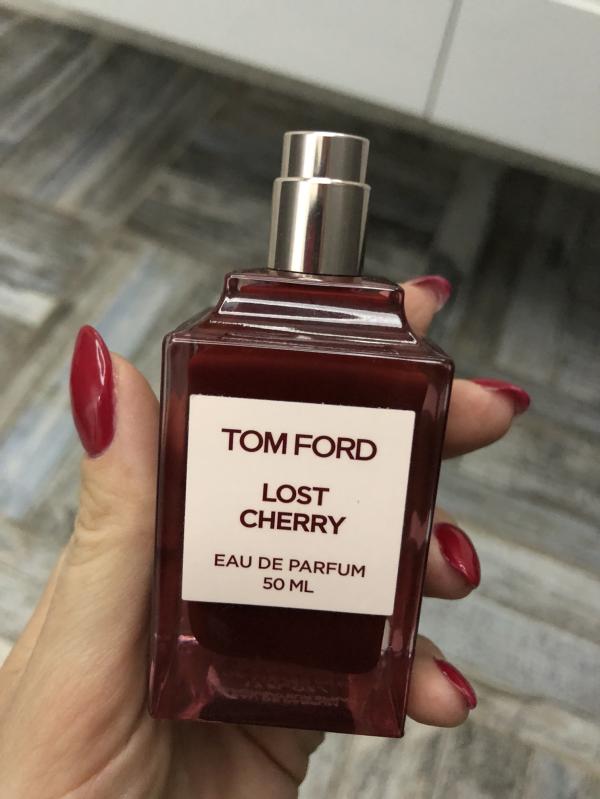 TOM FORD
LOST
CHERRY
EAU DE PARFUM
50 ML